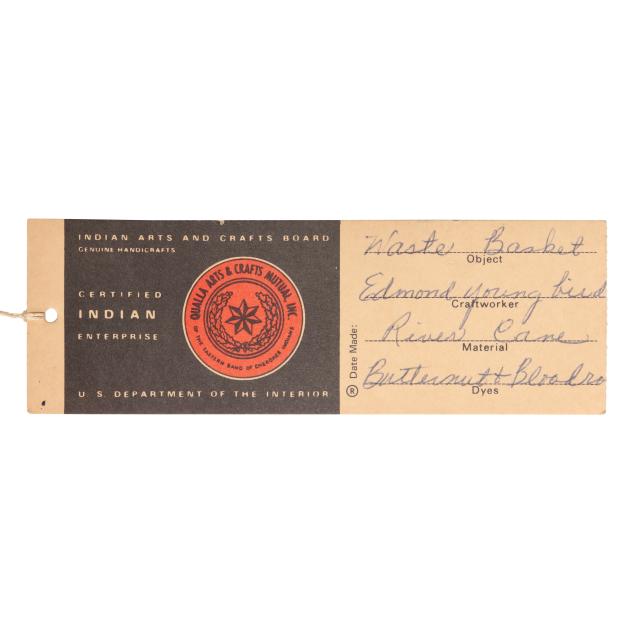 INDIAN ARTS AND CRAFTS BOARD
GENUINE HANDICRAFTS
CERTIFIED
INDIAN
ENTERPRISE
QUALLA ARTS & CRAFTS MUTUAL, INC.
OF THE EASTERN BAND OF CHEROKEE INDIANS
U.S. DEPARTMENT OF THE INTERIOR
Waste Basket
Object
Edmond youngbird
Craftworker
River Cane
Material
Butternut & Bloodro
Dyes
Date Made:
®